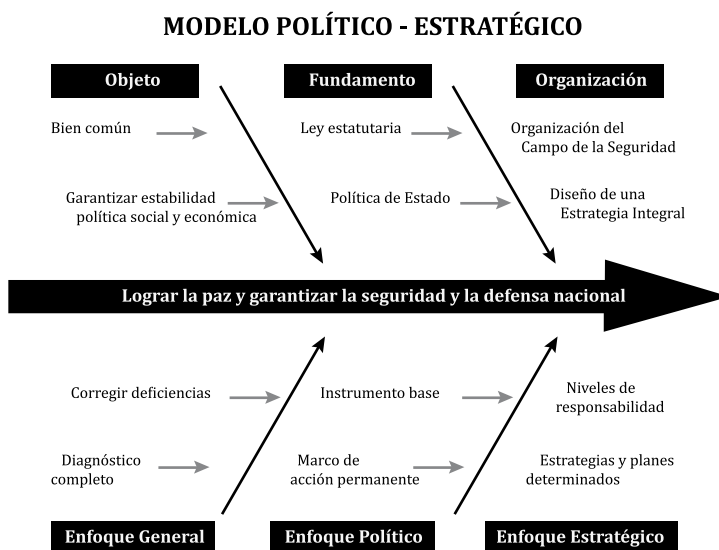 MODELO POLÍTICO - ESTRATÉGICO
Objeto
Fundamento
Organización
Bien común
Ley estatutaria
Organización del
Campo de la Seguridad
Garantizar estabilidad
política social y económica
Política de Estado
Diseño de una
Estrategia Integral
Lograr la paz y garantizar la seguridad y la defensa nacional
Corregir deficiencias
Instrumento base
Niveles de
responsabilidad
Diagnóstico
completo
Marco de
acción permanente
Estrategias y planes
determinados
Enfoque General
Enfoque Político
Enfoque Estratégico